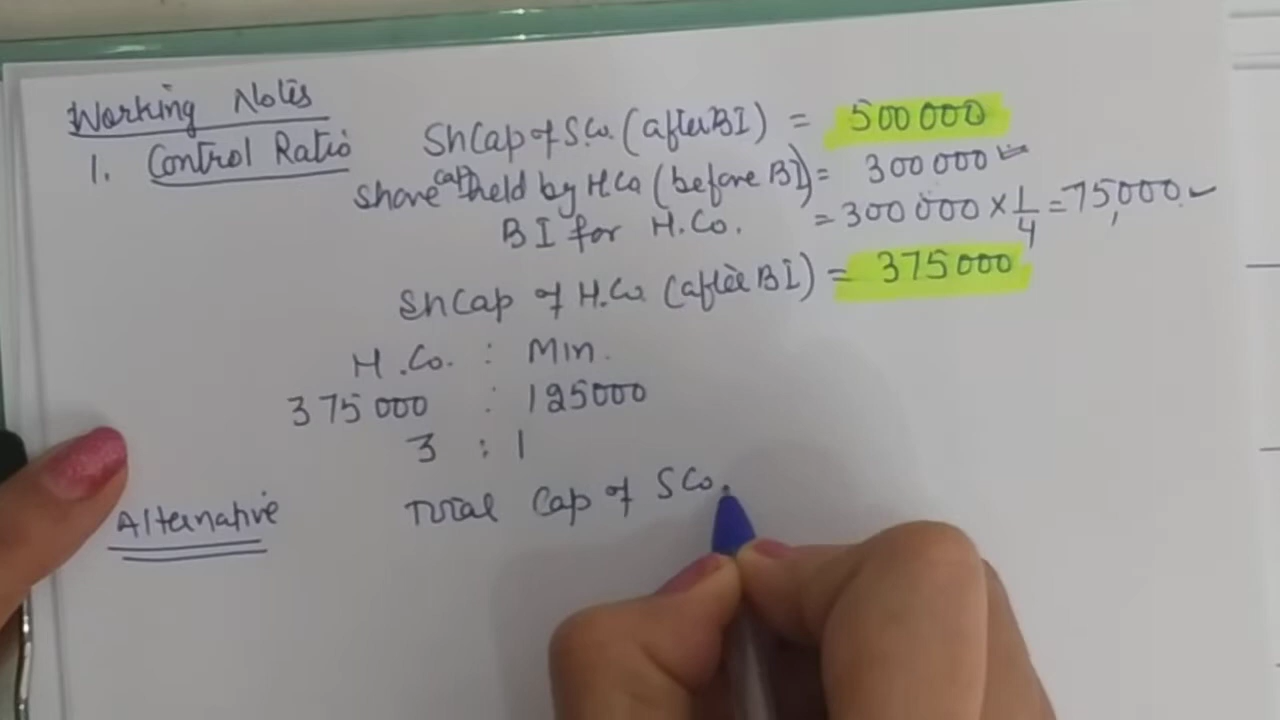 Working Notes
1. Control Ratio
ShCap of S.Co. (after BI) = 500000
Share cap held by H Co (before BI) = 300000
BI for H.Co. = 300000 × 1/4 = 75,000
ShCap of H.Co. (after BI) = 375000
H.Co. : Min.
375000 : 125000
3 : 1
Alternative Total Cap of SCo.